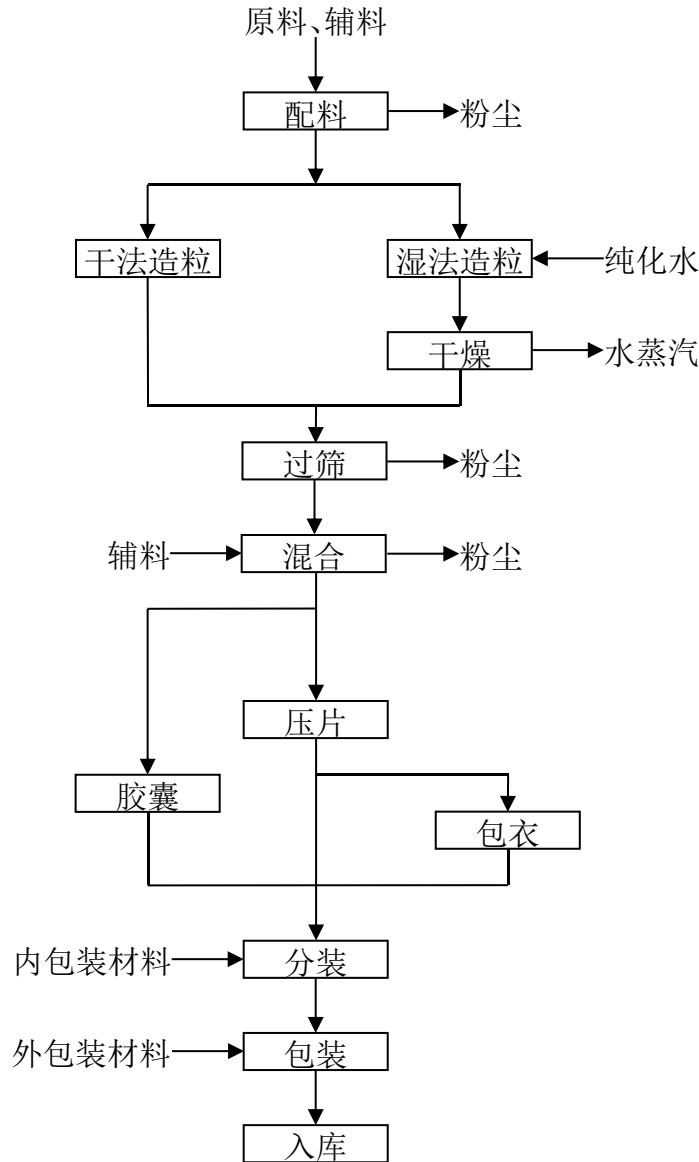 原料、辅料
配料
粉尘
干法造粒
湿法造粒
纯化水
干燥
水蒸汽
过筛
粉尘
辅料
混合
粉尘
压片
胶囊
包衣
内包装材料
分装
外包装材料
包装
入库